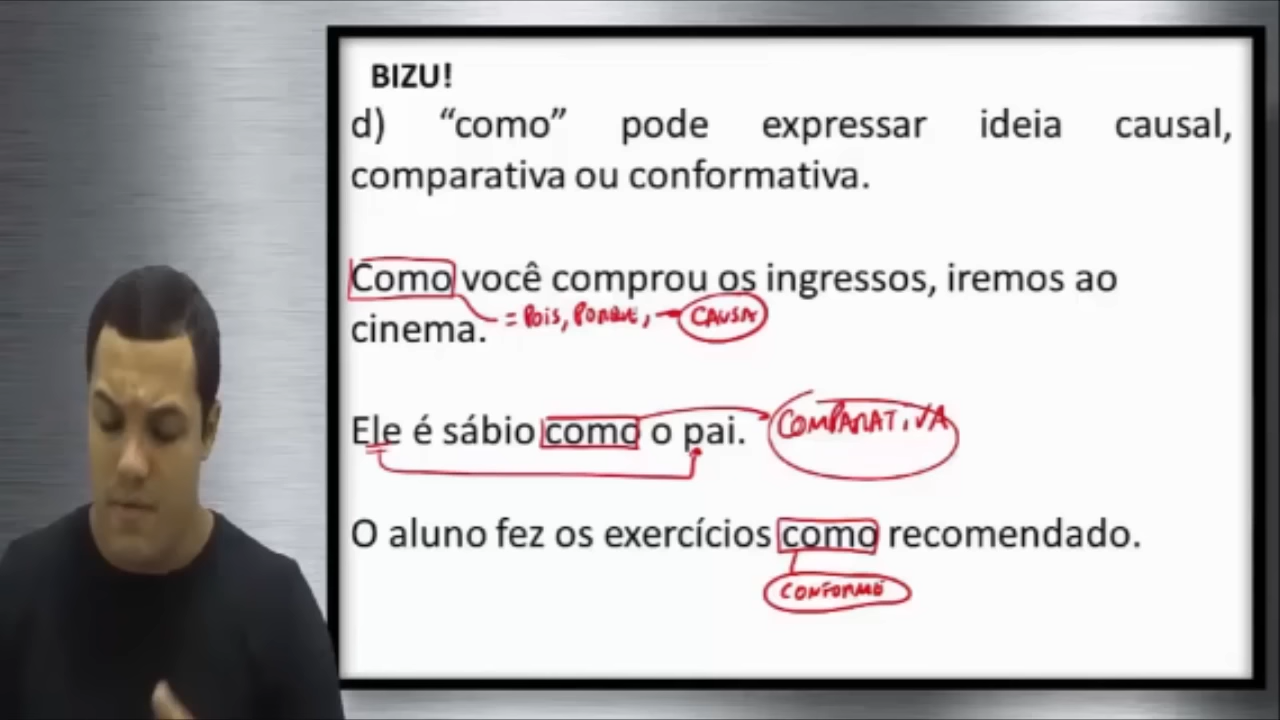 BIZU!
d) “como” pode expressar ideia causal,
comparativa ou conformativa.
Como você comprou os ingressos, iremos ao
= POIS, PORQUE, → CAUSA
cinema.
Ele é sábio como o pai. COMPARATIVA
O aluno fez os exercícios como recomendado.
CONFORME